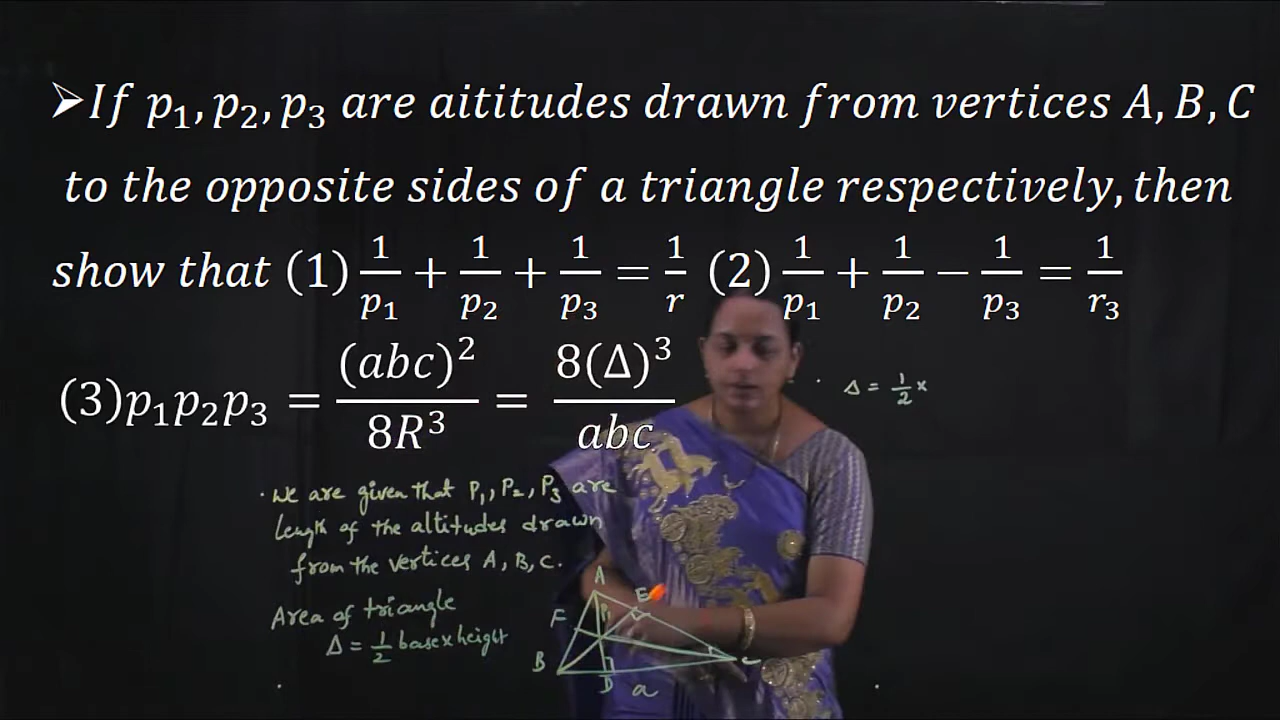 ➤If p₁, p₂, p₃ are aititudes drawn from vertices A, B, C
to the opposite sides of a triangle respectively, then
show that (1) 1/p₁ + 1/p₂ + 1/p₃ = 1/r (2) 1/p₁ + 1/p₂ − 1/p₃ = 1/r₃
(3)p₁p₂p₃ = (abc)²/8R³ = 8(Δ)³/abc
Δ = 1/2 x
. We are given that P₁, P₂, P₃ are
length of the altitudes drawn
from the vertices A, B, C.
Area of triangle
Δ = 1/2 base x height
A
E
F
P₁
B
C
D
a